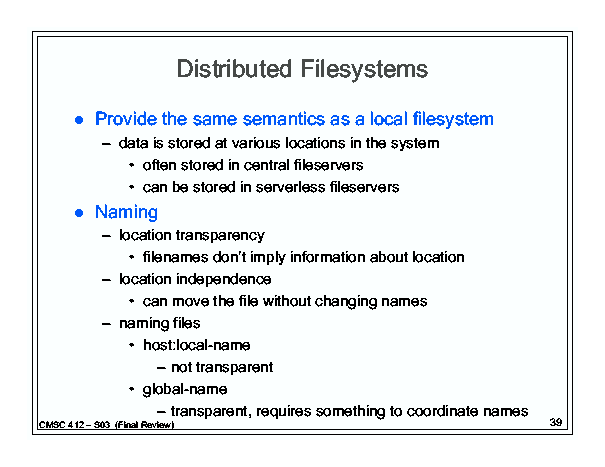 Distributed Filesystems
● Provide the same semantics as a local filesystem
– data is stored at various locations in the system
• often stored in central fileservers
• can be stored in serverless fileservers
● Naming
– location transparency
• filenames don't imply information about location
– location independence
• can move the file without changing names
– naming files
• host:local-name
– not transparent
• global-name
– transparent, requires something to coordinate names
CMSC 412 – S03 (Final Review)
39